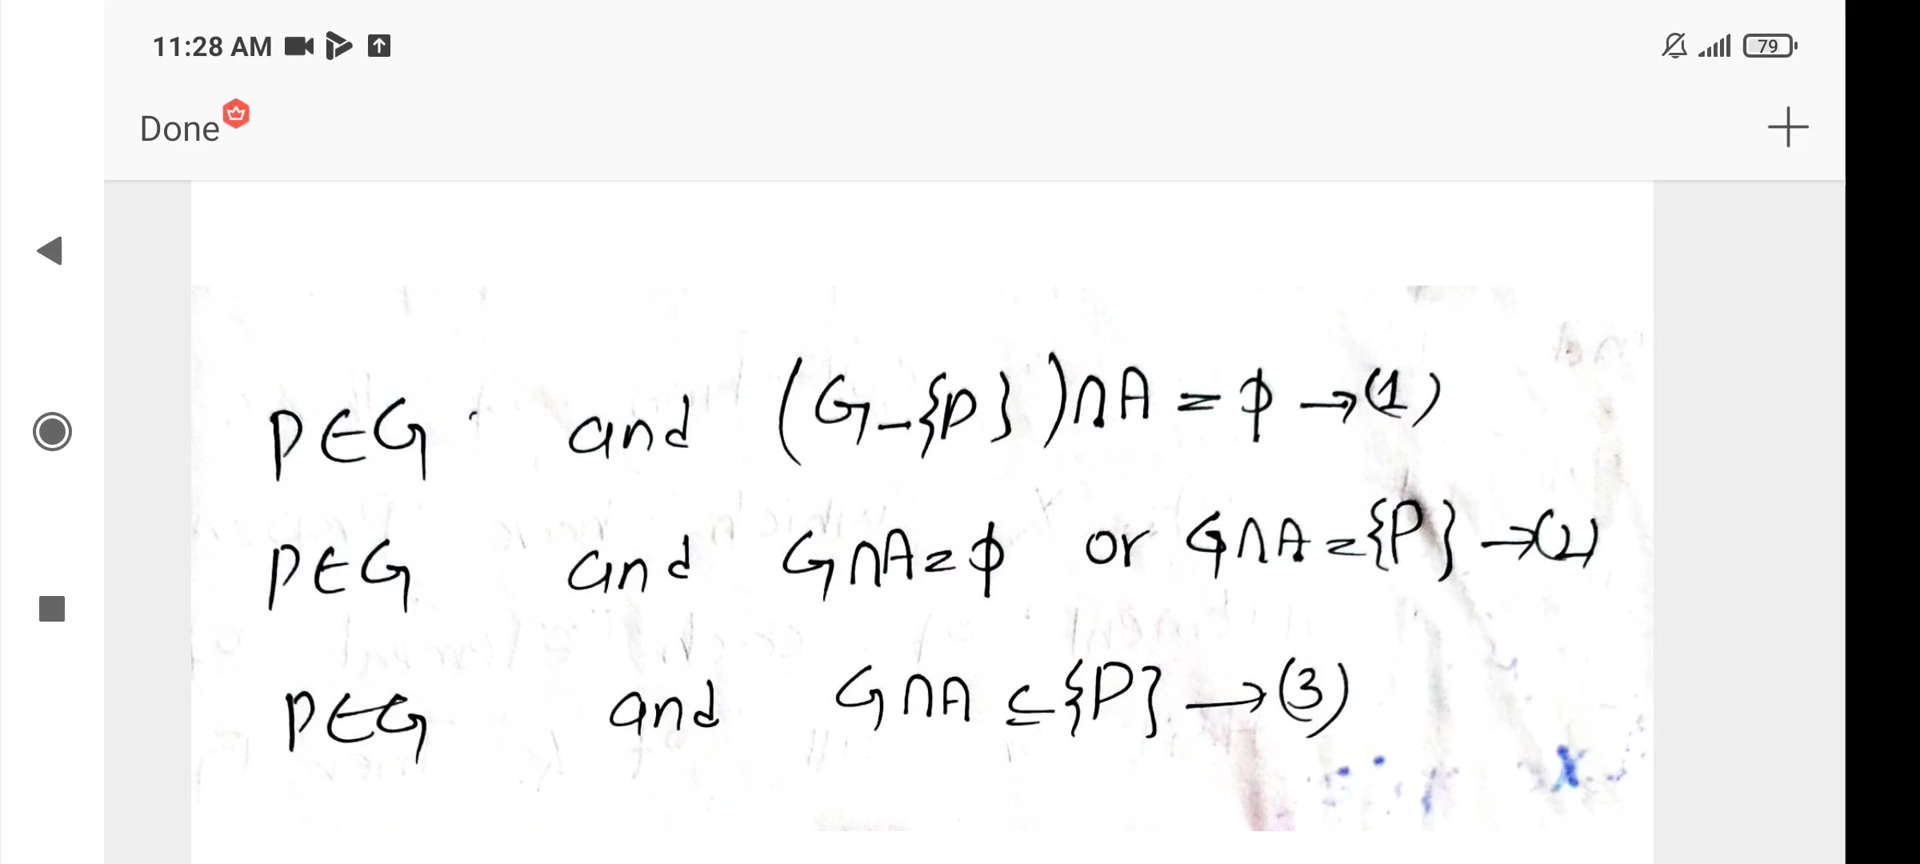 11:28 AM 79
Done
P∈G and (G-{P})∩A = ϕ →(1)
P∈G and G∩A=ϕ or G∩A={P} →(2)
P∈G and G∩A ⊆{P} →(3)